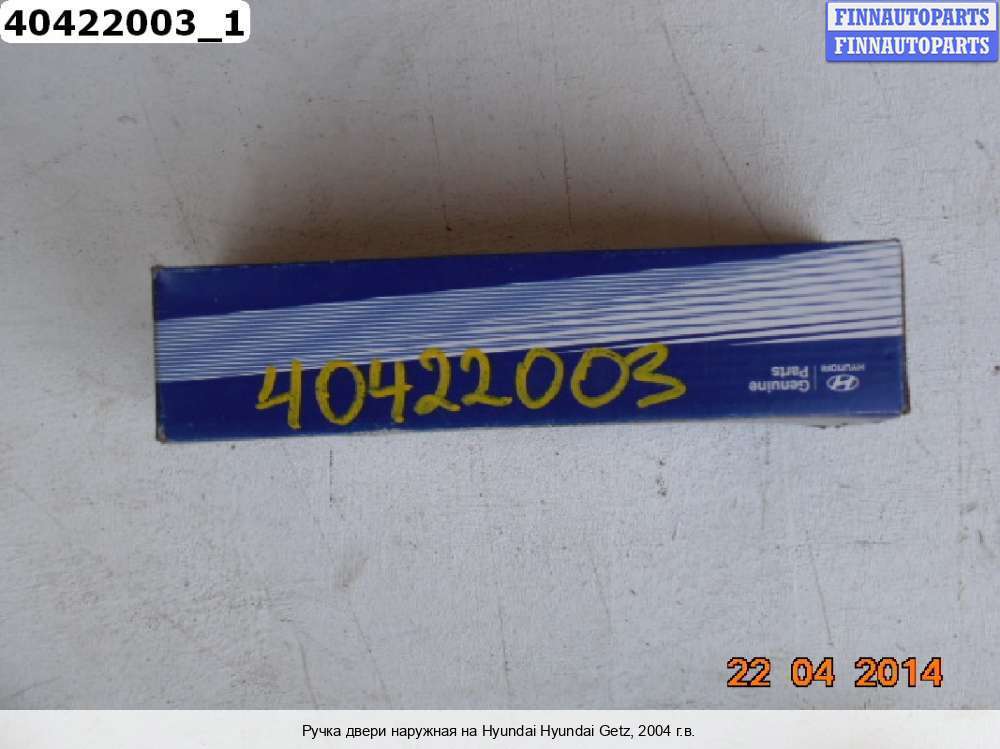 40422003_1
FINNAUTOPARTS
FINNAUTOPARTS
40422003
Genuine
Parts
HYUNDAI
22 04 2014
Ручка двери наружная на Hyundai Hyundai Getz, 2004 г.в.